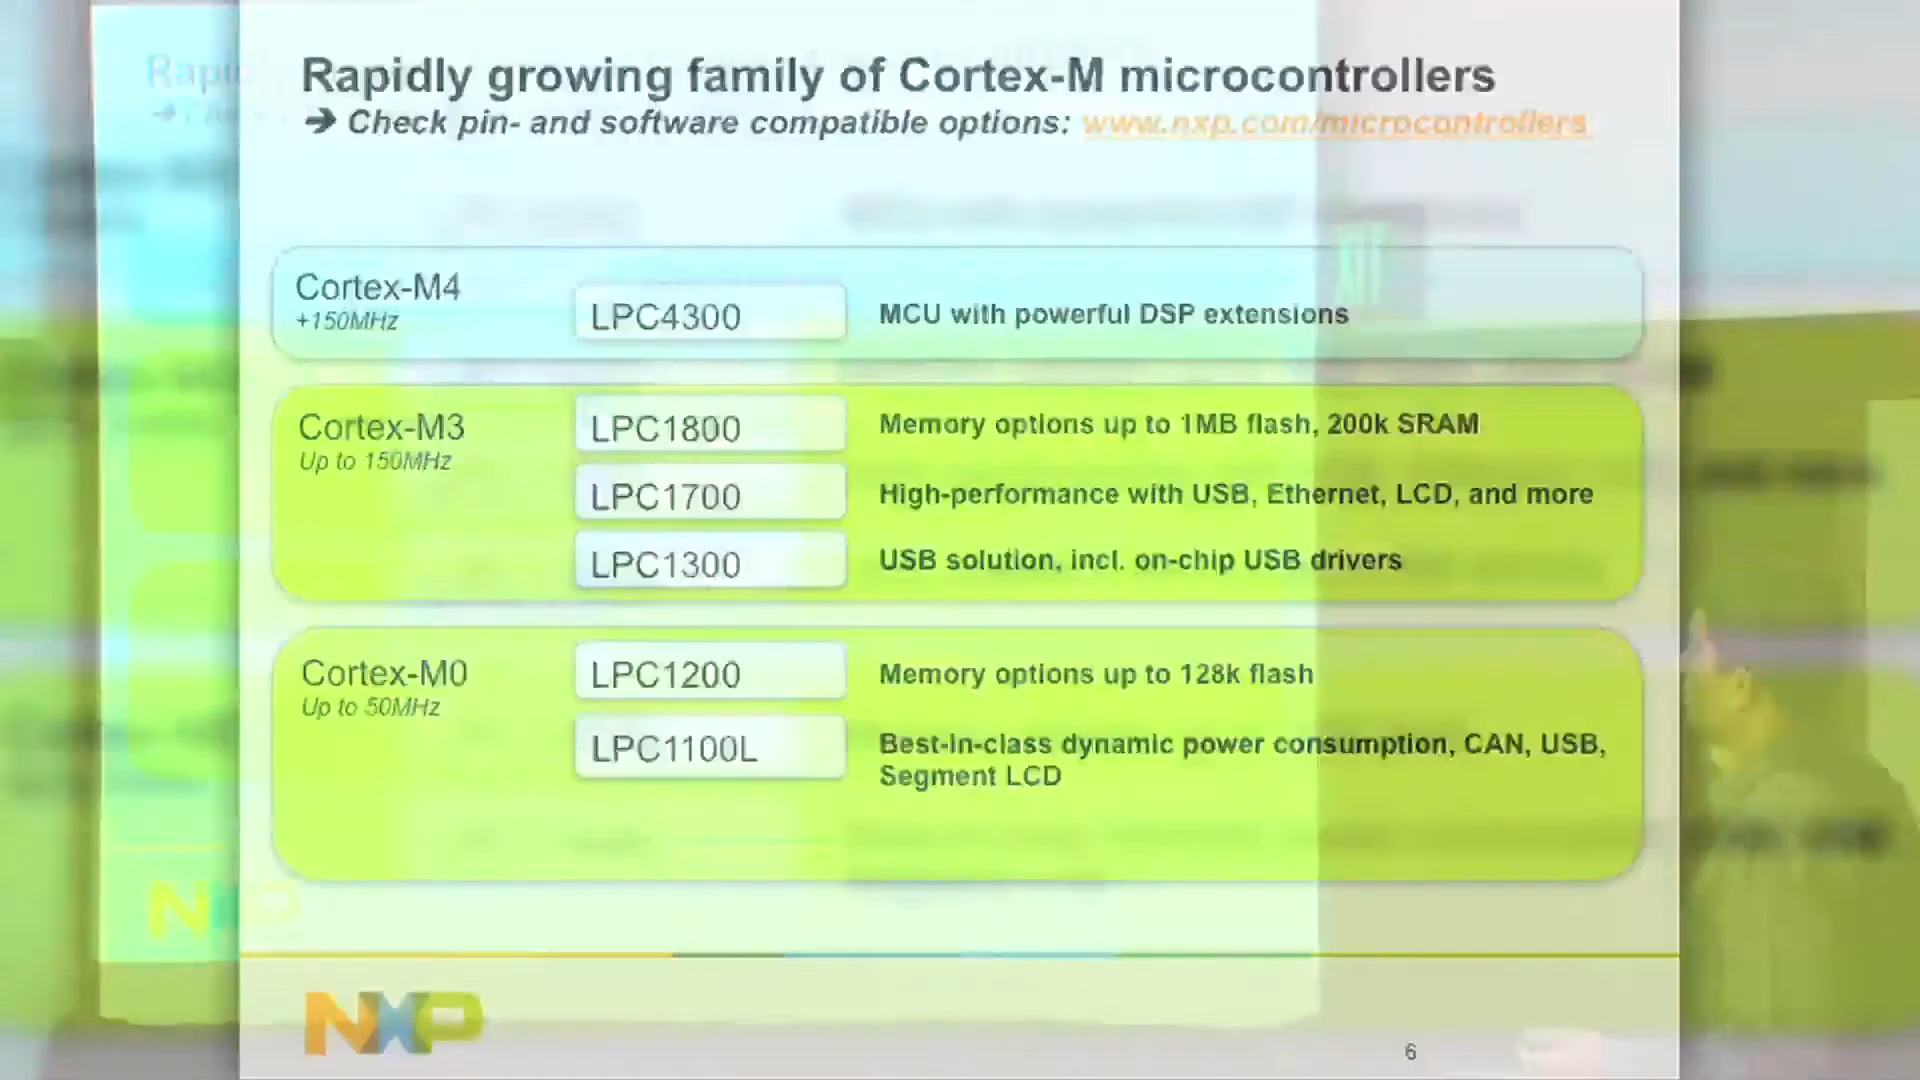 Rapidly growing family of Cortex-M microcontrollers
➔ Check pin- and software compatible options: www.nxp.com/microcontrollers
Cortex-M4
+150MHz
LPC4300
MCU with powerful DSP extensions
Cortex-M3
Up to 150MHz
LPC1800
Memory options up to 1MB flash, 200k SRAM
LPC1700
High-performance with USB, Ethernet, LCD, and more
LPC1300
USB solution, incl. on-chip USB drivers
Cortex-M0
Up to 50MHz
LPC1200
Memory options up to 128k flash
LPC1100L
Best-in-class dynamic power consumption, CAN, USB,
Segment LCD
NXP
6